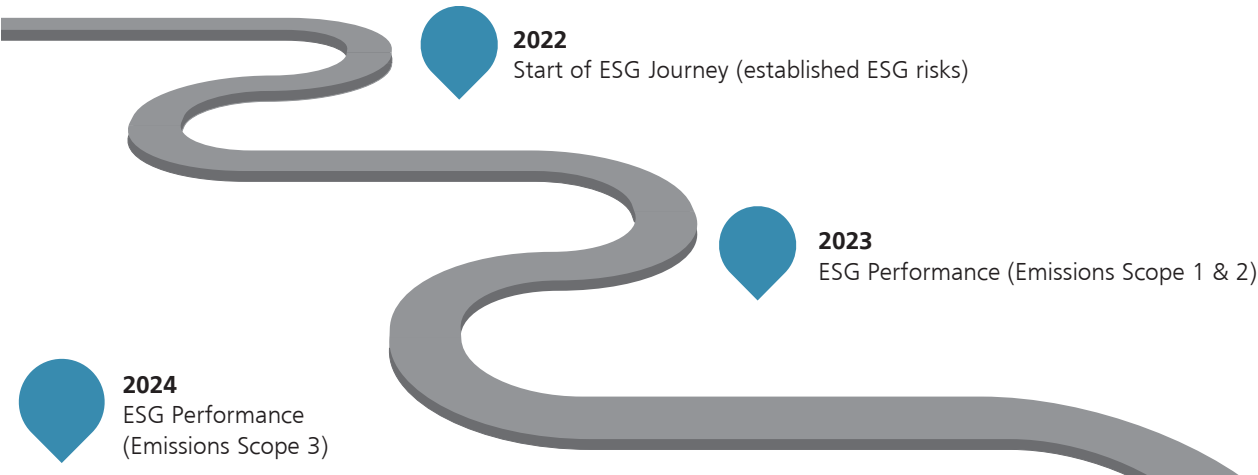 2022
Start of ESG Journey (established ESG risks)
2023
ESG Performance (Emissions Scope 1 & 2)
2024
ESG Performance
(Emissions Scope 3)